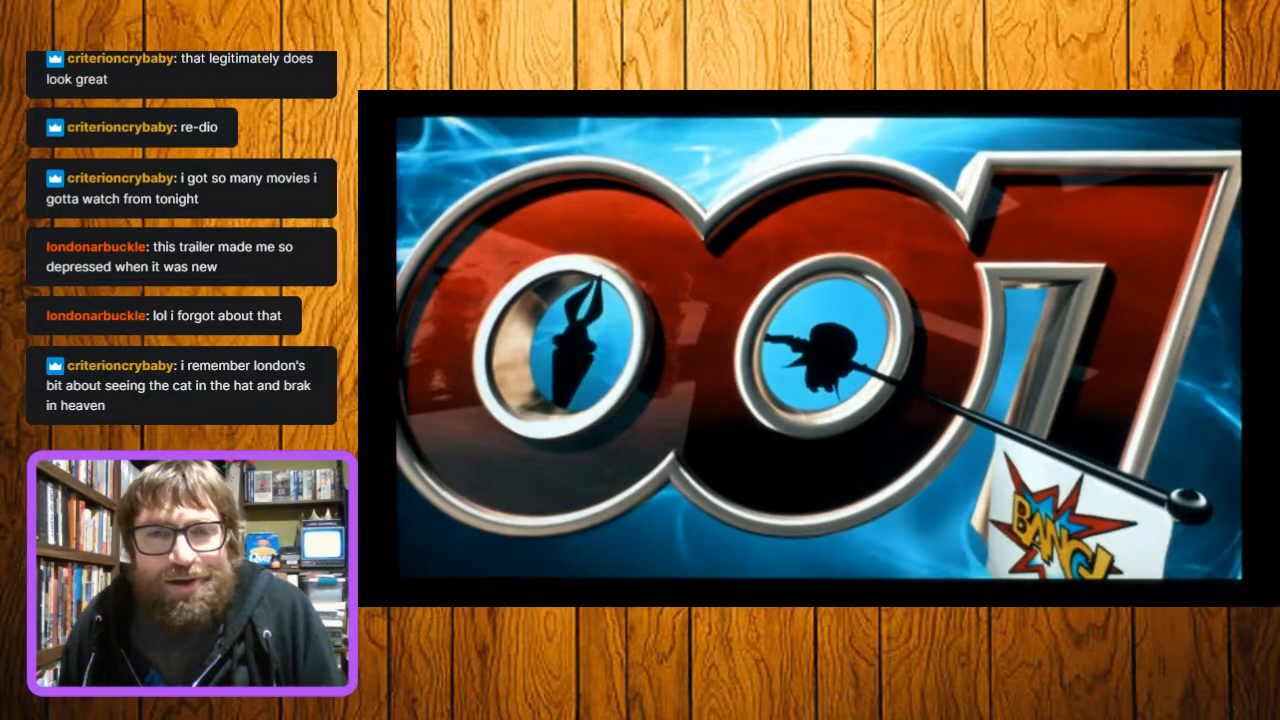 criterioncrybaby: that legitimately does
look great
criterioncrybaby: re-dio
criterioncrybaby: i got so many movies i
gotta watch from tonight
londonarbuckle: this trailer made me so
depressed when it was new
londonarbuckle: lol i forgot about that
criterioncrybaby: i remember london's
bit about seeing the cat in the hat and brak
in heaven
007
BANG!